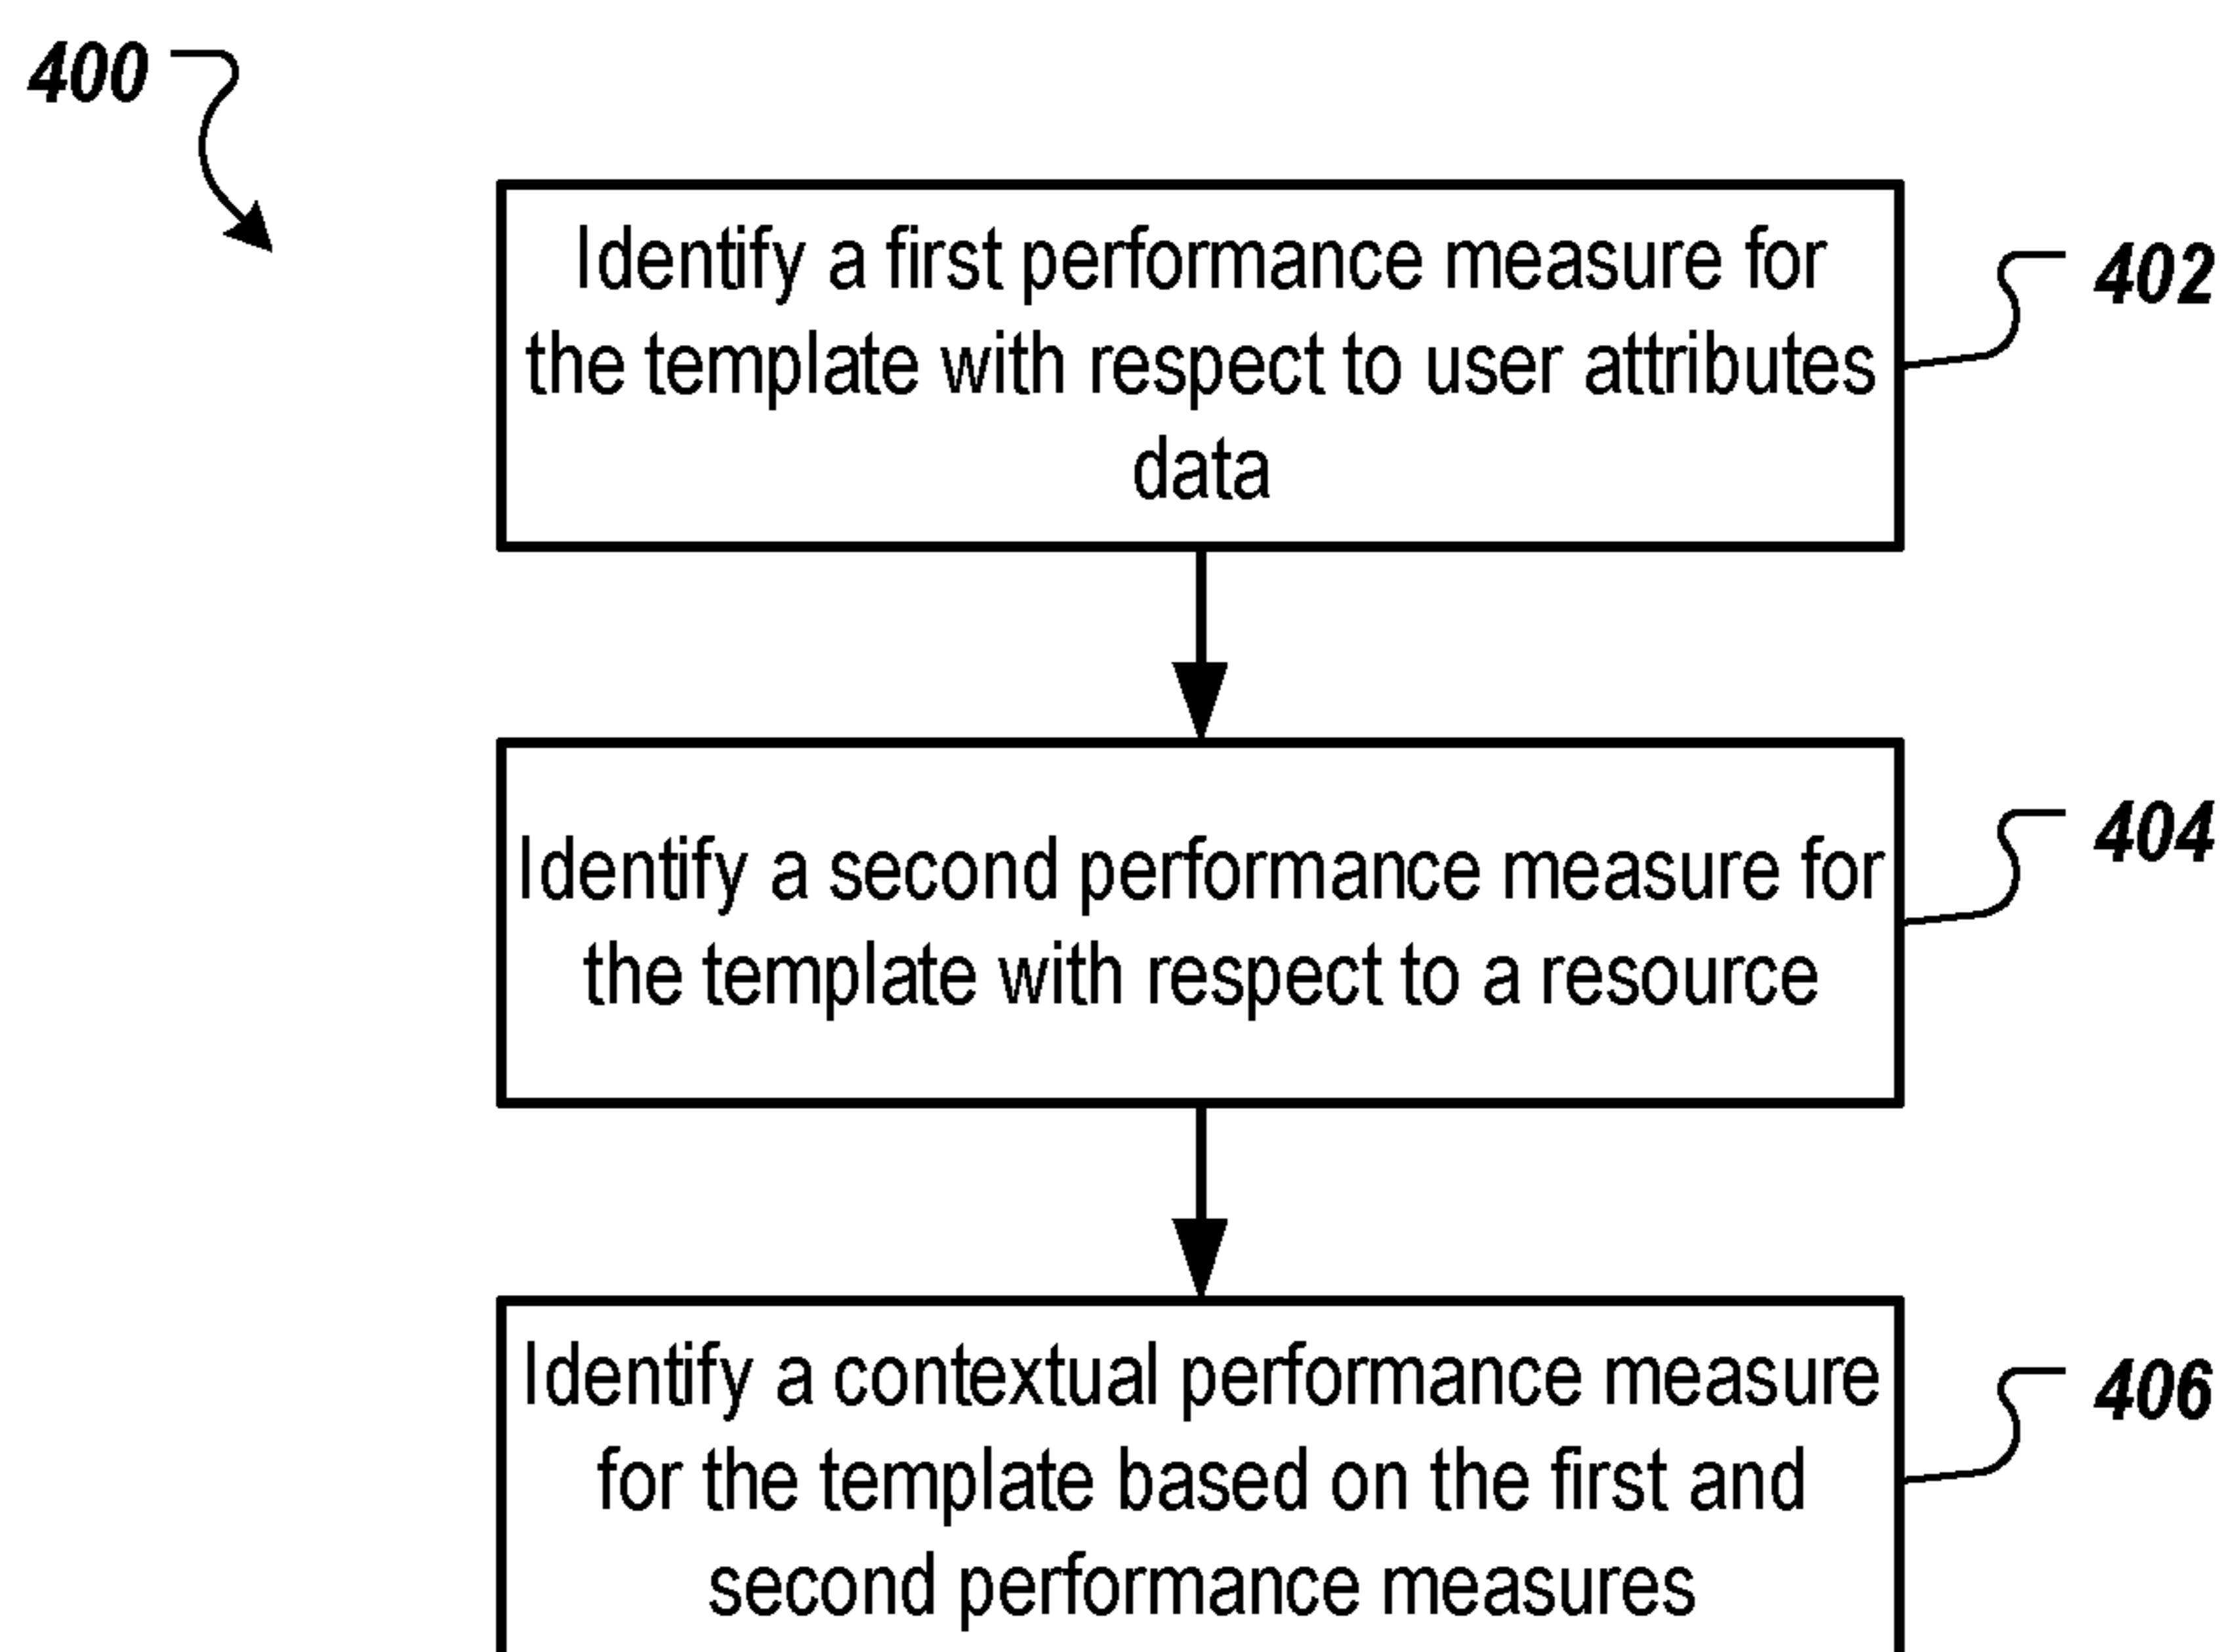 400
Identify a first performance measure for
the template with respect to user attributes
data
402
Identify a second performance measure for
the template with respect to a resource
404
Identify a contextual performance measure
for the template based on the first and
second performance measures
406